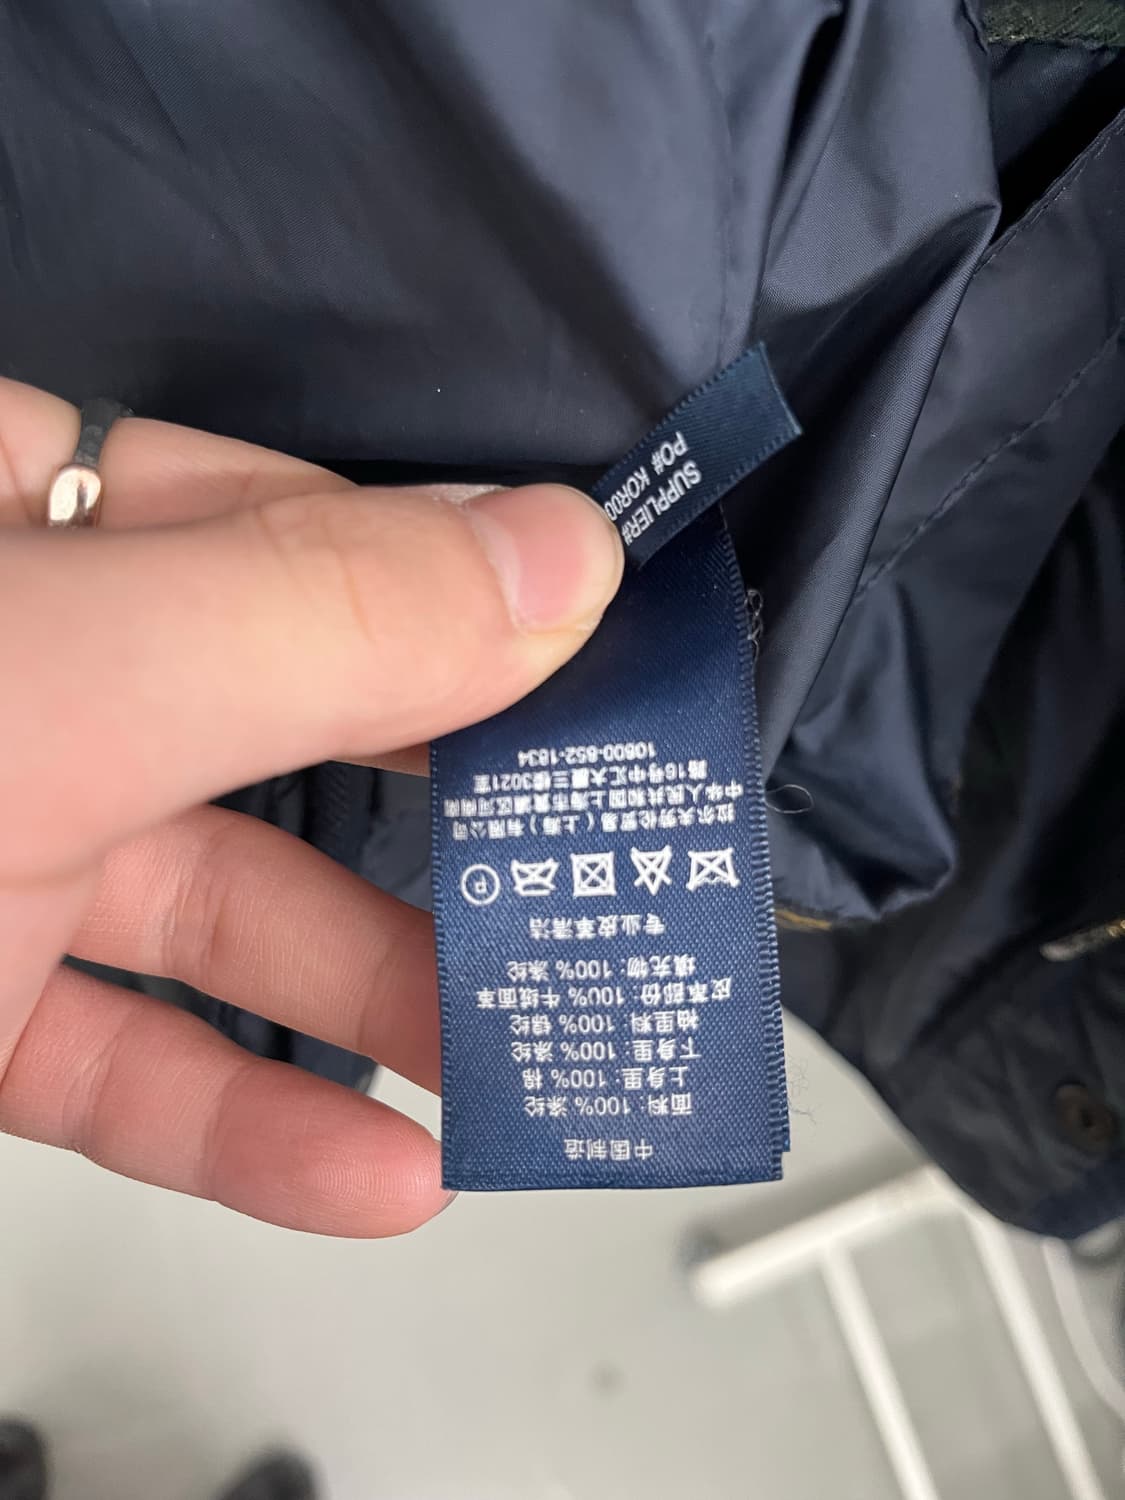 SUPPLIER#
PO# KOR00
中国制造
面料: 100% 涤纶
上身里: 100% 棉
下身里: 100% 涤纶
袖里料: 100% 锦纶
皮革部份: 100% 牛绒面革
填充物: 100% 涤纶
专业皮革清洁
P
拉尔夫劳伦贸易(上海)有限公司
中华人民共和国上海市黄浦区河南南
路16号中汇大厦三楼3021室
10800-852-1834